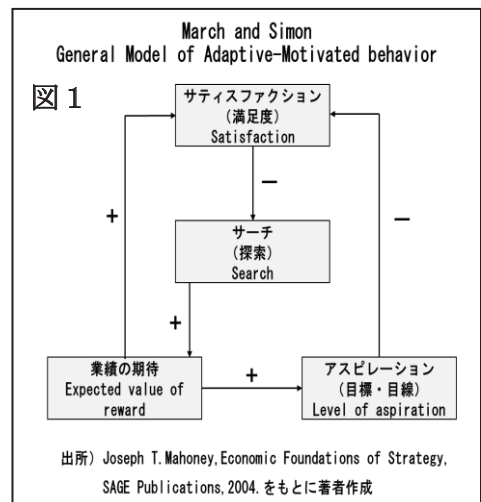 March and Simon
General Model of Adaptive-Motivated behavior
図1
サティスファクション
(満足度)
Satisfaction
−
+
−
サーチ
(探索)
Search
+
業績の期待
Expected value of
reward
+
アスピレーション
(目標・目線)
Level of aspiration
出所) Joseph T. Mahoney, Economic Foundations of Strategy,
SAGE Publications, 2004. をもとに著者作成